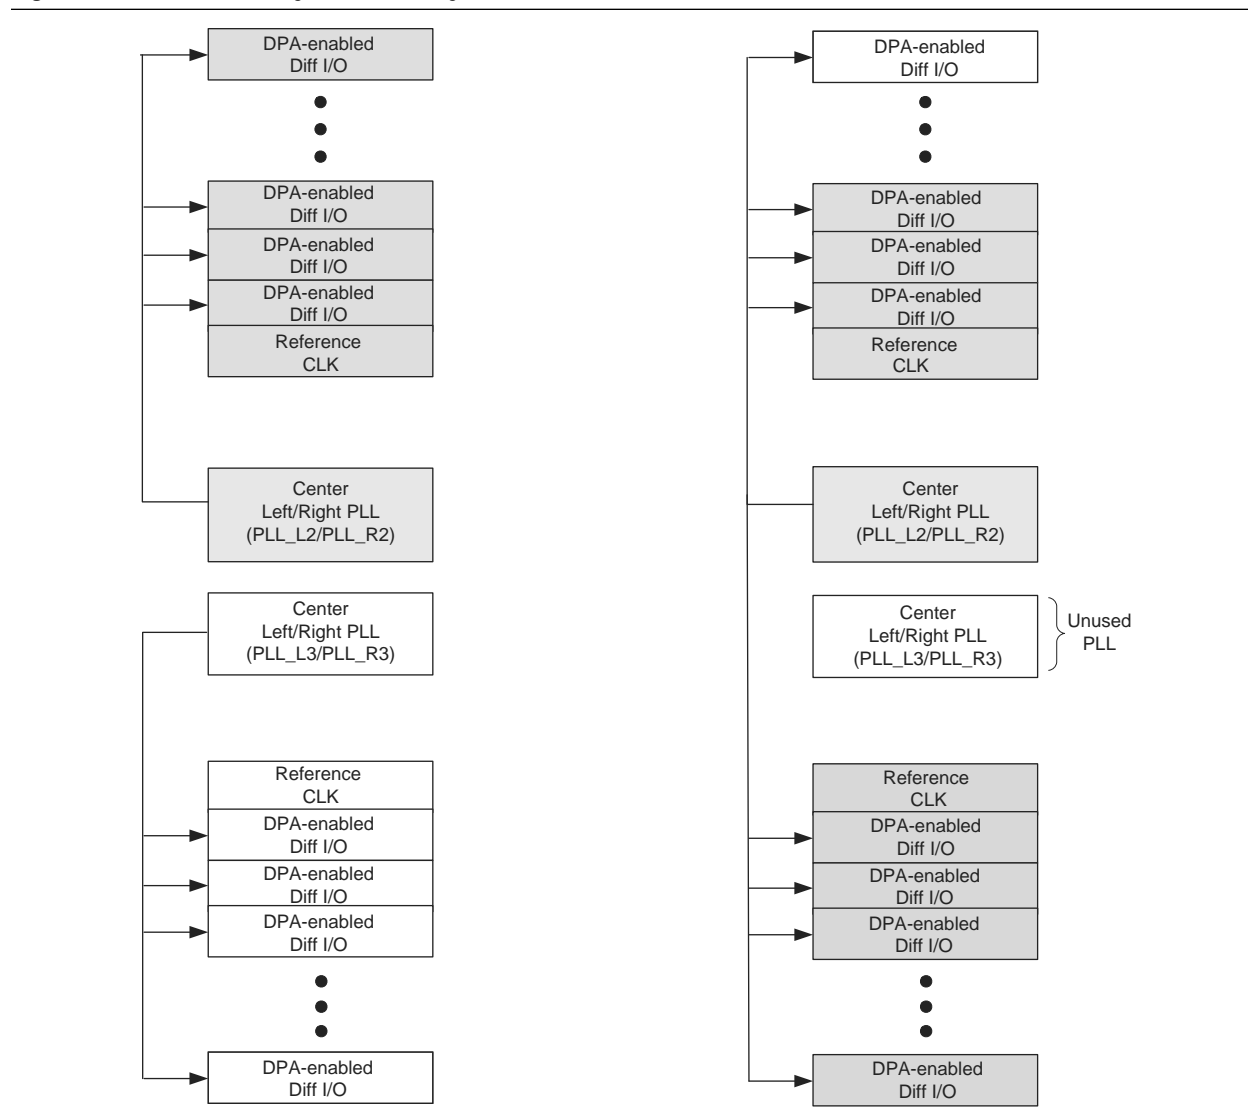 DPA-enabled
Diff I/O
DPA-enabled
Diff I/O
DPA-enabled
Diff I/O
DPA-enabled
Diff I/O
Reference
CLK
Center
Left/Right PLL
(PLL_L2/PLL_R2)
Center
Left/Right PLL
(PLL_L3/PLL_R3)
Reference
CLK
DPA-enabled
Diff I/O
DPA-enabled
Diff I/O
DPA-enabled
Diff I/O
DPA-enabled
Diff I/O
DPA-enabled
Diff I/O
DPA-enabled
Diff I/O
DPA-enabled
Diff I/O
DPA-enabled
Diff I/O
Reference
CLK
Center
Left/Right PLL
(PLL_L2/PLL_R2)
Center
Left/Right PLL
(PLL_L3/PLL_R3)
Unused
PLL
Reference
CLK
DPA-enabled
Diff I/O
DPA-enabled
Diff I/O
DPA-enabled
Diff I/O
DPA-enabled
Diff I/O